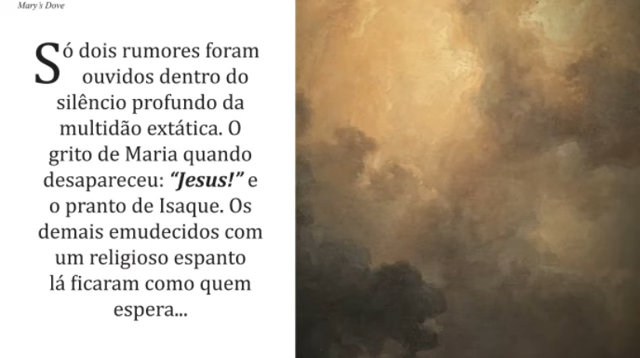 Mary's Dove
Só dois rumores foram
ouvidos dentro do
silêncio profundo da
multidão extática. O
grito de Maria quando
desapareceu: “Jesus!” e
o pranto de Isaque. Os
demais emudecidos com
um religioso espanto
lá ficaram como quem
espera...